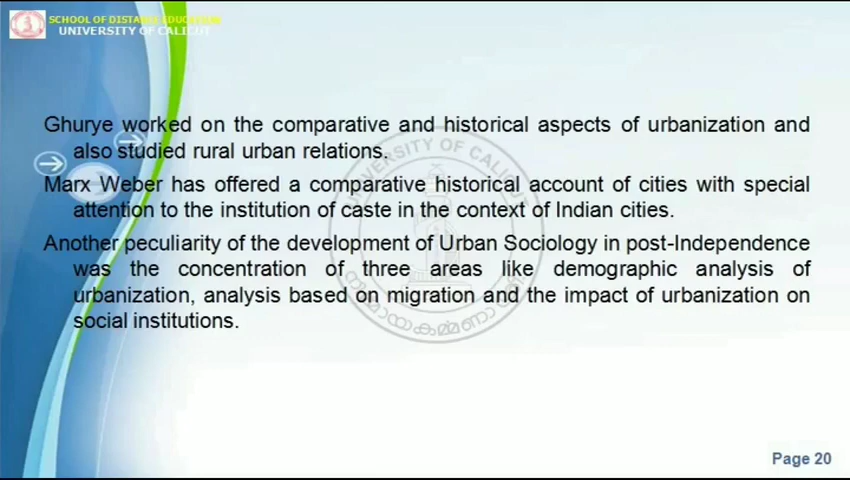 SCHOOL OF DISTANCE EDUCATION
UNIVERSITY OF CALICUT
Ghurye worked on the comparative and historical aspects of urbanization and
also studied rural urban relations.
Marx Weber has offered a comparative historical account of cities with special
attention to the institution of caste in the context of Indian cities.
Another peculiarity of the development of Urban Sociology in post-Independence
was the concentration of three areas like demographic analysis of
urbanization, analysis based on migration and the impact of urbanization on
social institutions.
UNIVERSITY OF CALICUT
Page 20